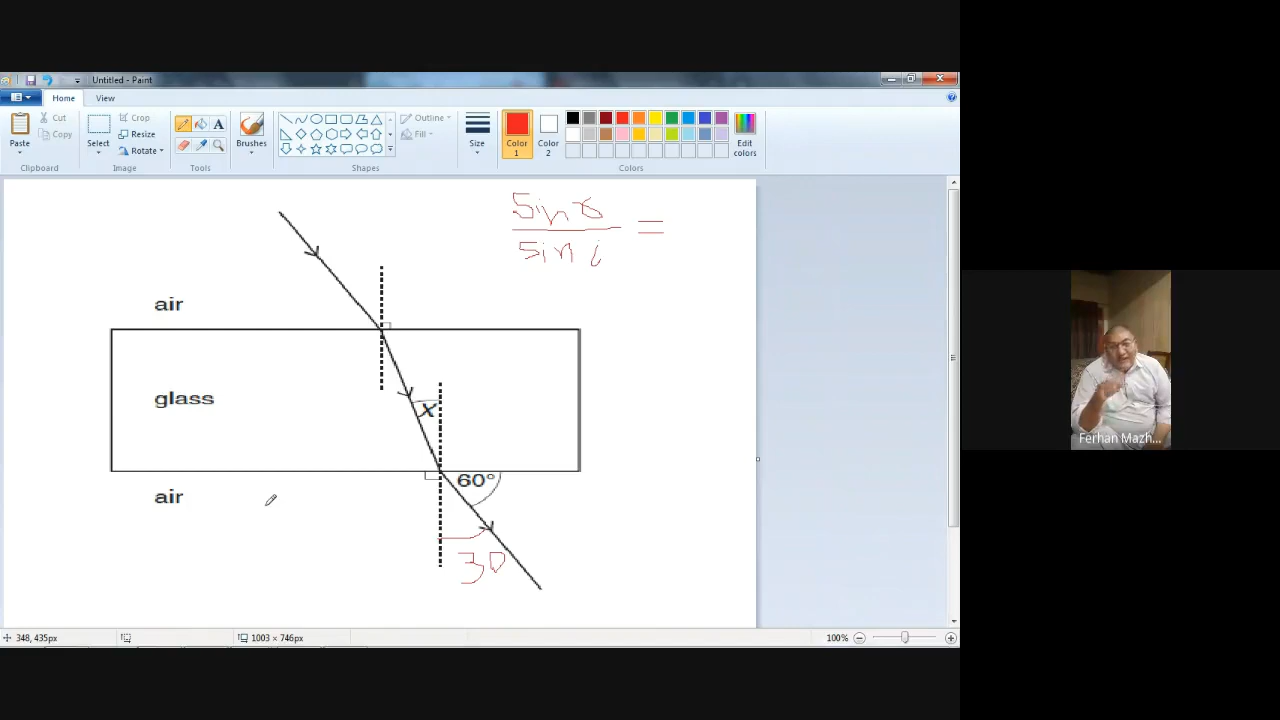 Untitled - Paint
Home View
Cut
Copy
Paste
Clipboard
Crop
Resize
Rotate
Select
Image
Tools
Brushes
Outline
Fill
Shapes
Size
Color 1
Color 2
Edit colors
Colors
sin r
sin i
=
air
glass
x
60°
air
30
Ferhan Mazh...
348, 435px
1003 × 746px
100%